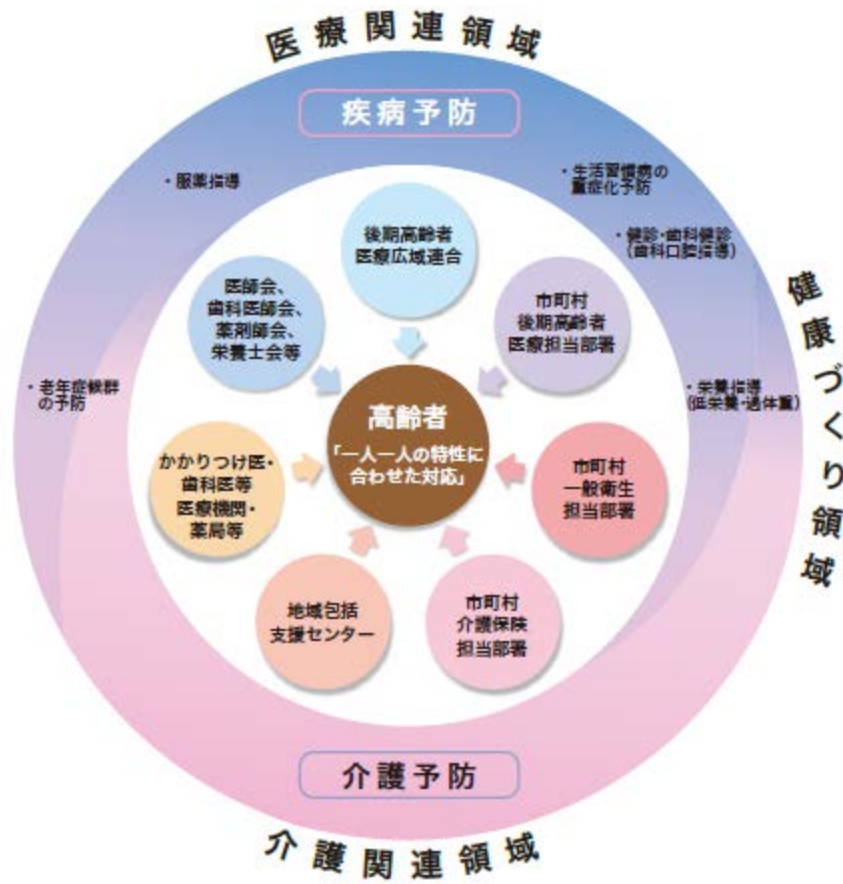 医療関連領域
疾病予防
・服薬指導
・生活習慣病の
重症化予防
・健診・歯科健診
（歯科口腔指導）
健康づくり領域
後期高齢者
医療広域連合
医師会、
歯科医師会、
薬剤師会、
栄養士会等
市町村
後期高齢者
医療担当部署
・老年症候群
の予防
・栄養指導
（低栄養・過体重）
高齢者
「一人一人の特性に
合わせた対応」
かかりつけ医・
歯科医等
医療機関・
薬局等
市町村
一般衛生
担当部署
地域包括
支援センター
市町村
介護保険
担当部署
介護予防
介護関連領域